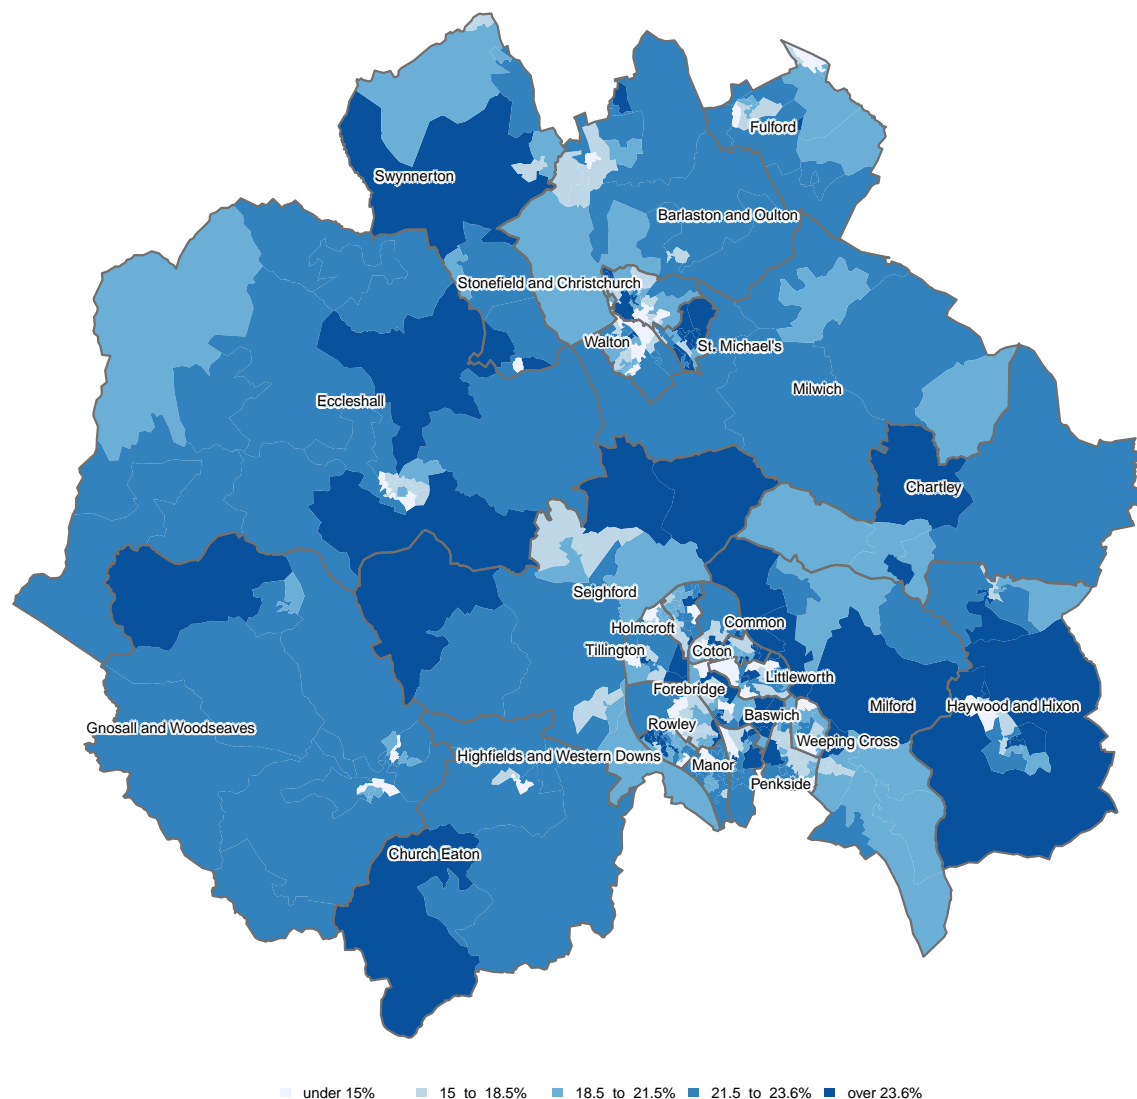 Fulford
Swynnerton
Barlaston and Oulton
Stonefield and Christchurch
Walton
St. Michael's
Milwich
Eccleshall
Chartley
Seighford
Holmcroft
Common
Tillington
Coton
Littleworth
Forebridge
Milford
Haywood and Hixon
Baswich
Rowley
Gnosall and Woodseaves
Weeping Cross
Highfields and Western Downs
Manor
Penkside
Church Eaton
under 15%
15 to 18.5%
18.5 to 21.5%
21.5 to 23.6%
over 23.6%